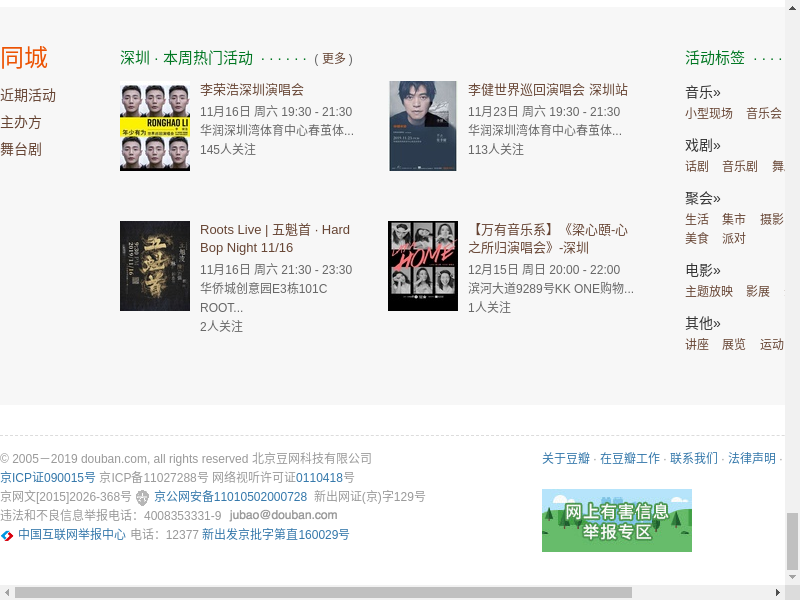 同城
近期活动
主办方
舞台剧
深圳 · 本周热门活动 · · · · · · ( 更多 )
RONGHAO LI
年少有为
李荣浩深圳演唱会
11月16日 周六 19:30 - 21:30
华润深圳湾体育中心春茧体...
145人关注
李健世界巡回演唱会 深圳站
11月23日 周六 19:30 - 21:30
华润深圳湾体育中心春茧体...
113人关注
五魁首
2019/11/16
Roots Live | 五魁首 · Hard
Bop Night 11/16
11月16日 周六 21:30 - 23:30
华侨城创意园E3栋101C
ROOT...
2人关注
HOME
【万有音乐系】《梁心頤-心
之所归演唱会》-深圳
12月15日 周日 20:00 - 22:00
滨河大道9289号KK ONE购物...
1人关注
活动标签 · · · ·
音乐»
小型现场 音乐会
戏剧»
话剧 音乐剧 舞
聚会»
生活 集市 摄影
美食 派对
电影»
主题放映 影展
其他»
讲座 展览 运动
© 2005－2019 douban.com, all rights reserved 北京豆网科技有限公司
京ICP证090015号 京ICP备11027288号 网络视听许可证0110418号
京网文[2015]2026-368号 京公网安备11010502000728 新出网证(京)字129号
违法和不良信息举报电话：4008353331-9 jubao@douban.com
中国互联网举报中心 电话：12377 新出发京批字第直160029号
关于豆瓣 · 在豆瓣工作 · 联系我们 · 法律声明 ·
网上有害信息
举报专区